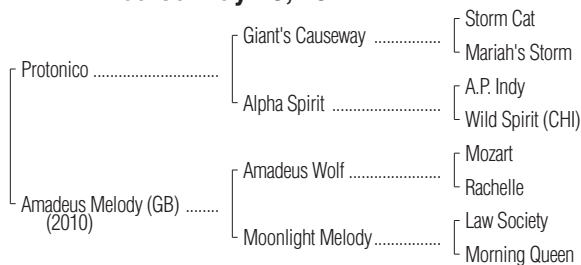 Storm Cat
Giant's Causeway ................
Mariah's Storm
Protonico ..............................
A.P. Indy
Alpha Spirit ..........................
Wild Spirit (CHI)
Mozart
Amadeus Wolf ......................
Rachelle
Amadeus Melody (GB) ........
(2010)
Law Society
Moonlight Melody................
Morning Queen